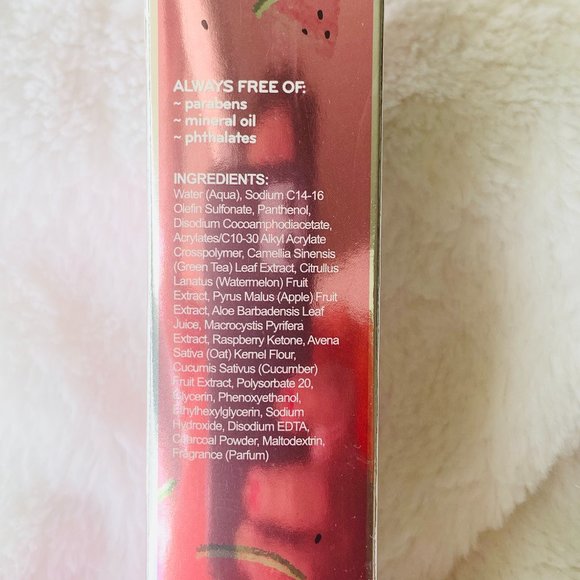 ALWAYS FREE OF:
~ parabens
~ mineral oil
~ phthalates
INGREDIENTS:
Water (Aqua), Sodium C14-16
Olefin Sulfonate, Panthenol,
Disodium Cocoamphodiacetate,
Acrylates/C10-30 Alkyl Acrylate
Crosspolymer, Camellia Sinensis
(Green Tea) Leaf Extract, Citrullus
Lanatus (Watermelon) Fruit
Extract, Pyrus Malus (Apple) Fruit
Extract, Aloe Barbadensis Leaf
Juice, Macrocystis Pyrifera
Extract, Raspberry Ketone, Avena
Sativa (Oat) Kernel Flour,
Cucumis Sativus (Cucumber)
Fruit Extract, Polysorbate 20,
Glycerin, Phenoxyethanol,
Ethylhexylglycerin, Sodium
Hydroxide, Disodium EDTA,
Charcoal Powder, Maltodextrin,
Fragrance (Parfum)